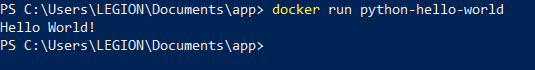 PS C:\Users\LEGION\Documents\app> docker run python-hello-world
Hello World!
PS C:\Users\LEGION\Documents\app>